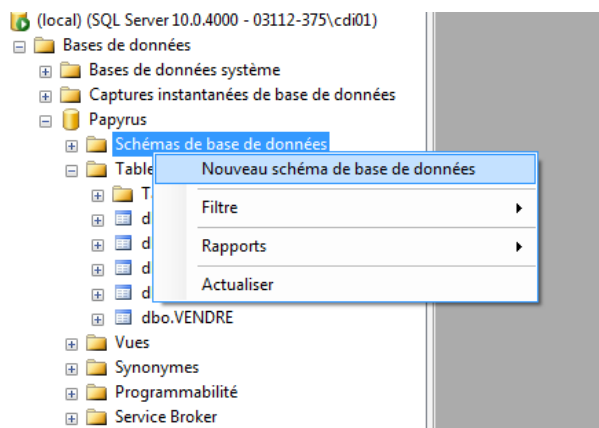 (local) (SQL Server 10.0.4000 - 03112-375\cdi01)
Bases de données
Bases de données système
Captures instantanées de base de données
Papyrus
Schémas de base de données
Table
Nouveau schéma de base de données
T
Filtre
d
d
Rapports
d
d
Actualiser
dbo.VENDRE
Vues
Synonymes
Programmabilité
Service Broker